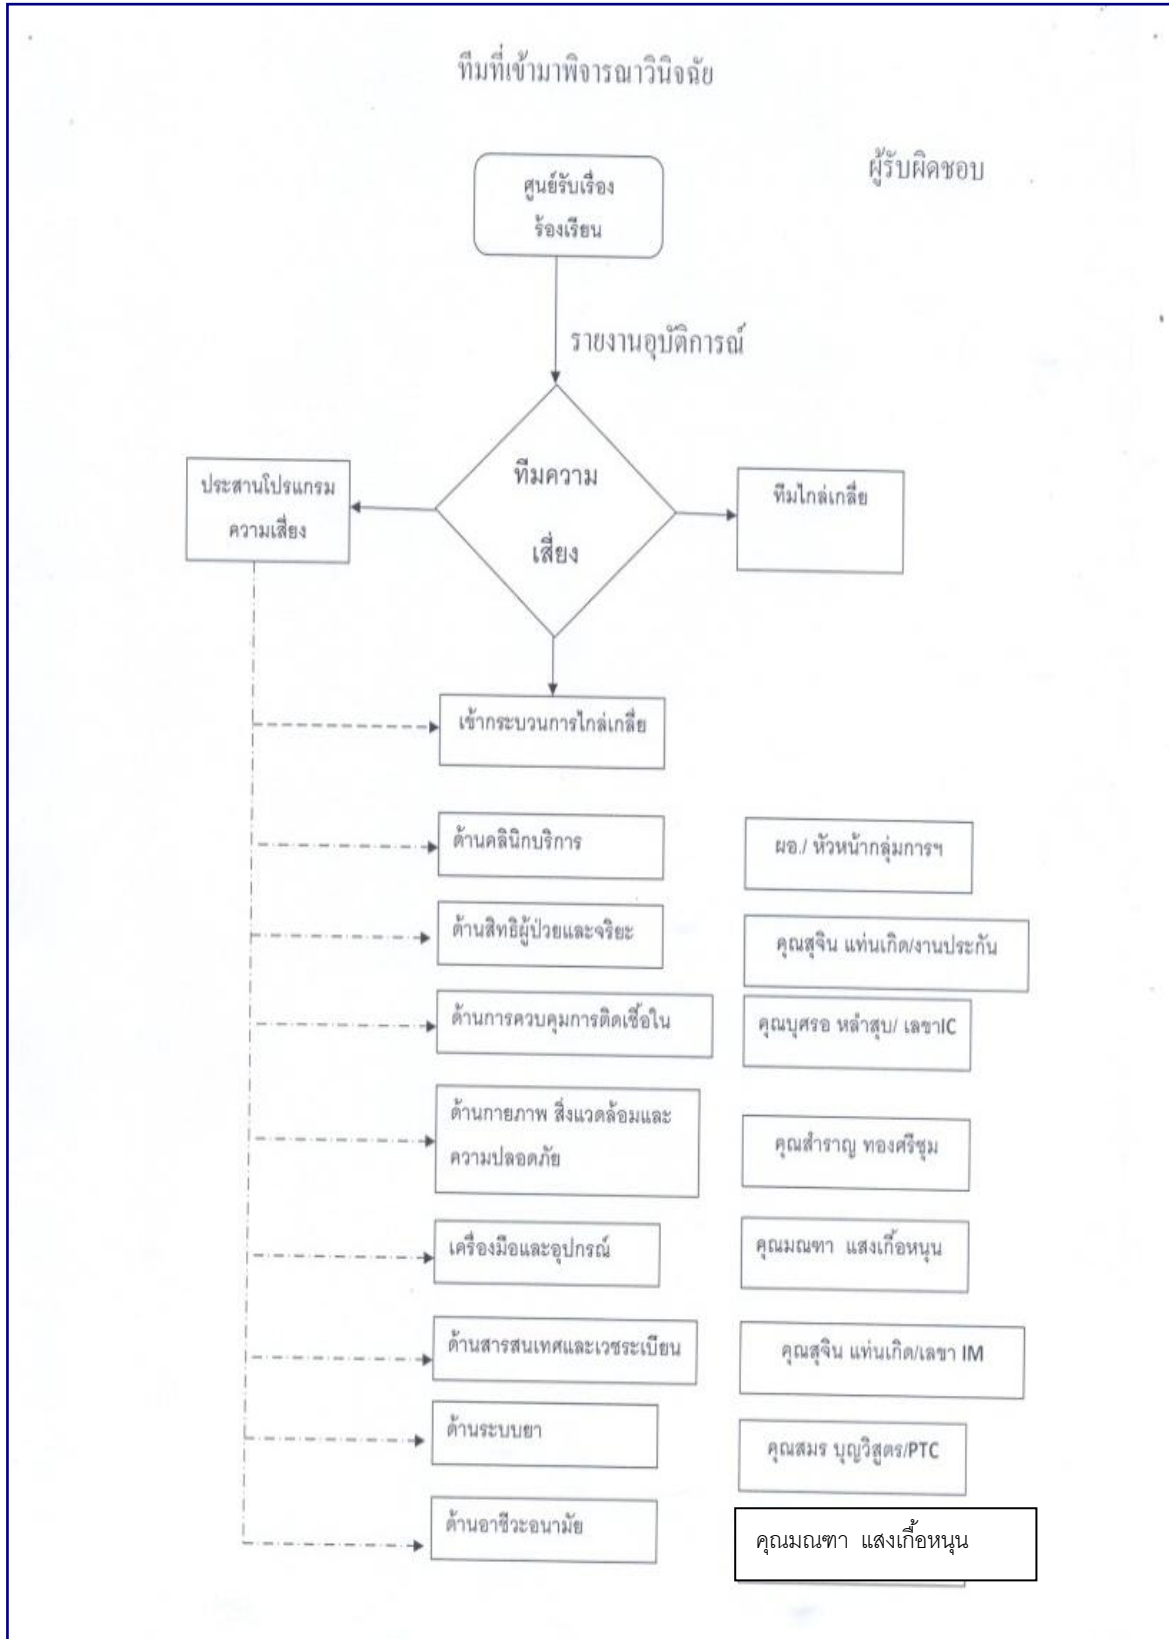 ทีมที่เข้ามาพิจารณาวินิจฉัย
ผู้รับผิดชอบ
ศูนย์รับเรื่อง
ร้องเรียน
รายงานอุบัติการณ์
ทีมความ
เสี่ยง
ประสานโปรแกรม
ความเสี่ยง
ทีมไกล่เกลี่ย
เข้ากระบวนการไกล่เกลี่ย
ด้านคลินิกบริการ
ผอ./ หัวหน้ากลุ่มการฯ
ด้านสิทธิผู้ป่วยและจริยะ
คุณสุจิน แท่นเกิด/งานประกัน
ด้านการควบคุมการติดเชื้อใน
คุณบุศรอ หลำสุบ/ เลขาIC
ด้านกายภาพ สิ่งแวดล้อมและ
ความปลอดภัย
คุณสำราญ ทองศรีชุม
เครื่องมือและอุปกรณ์
คุณมณฑา แสงเกื้อหนุน
ด้านสารสนเทศและเวชระเบียน
คุณสุจิน แท่นเกิด/เลขา IM
ด้านระบบยา
คุณสมร บุญวิสูตร/PTC
ด้านอาชีวะอนามัย
คุณมณฑา แสงเกื้อหนุน